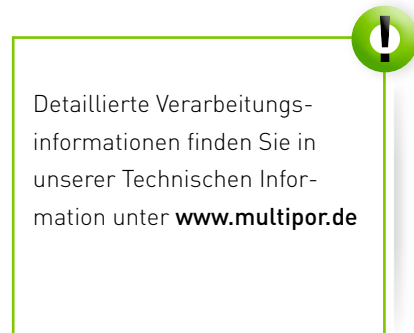 Detaillierte Verarbeitungs-
informationen finden Sie in
unserer Technischen Infor-
mation unter www.multipor.de